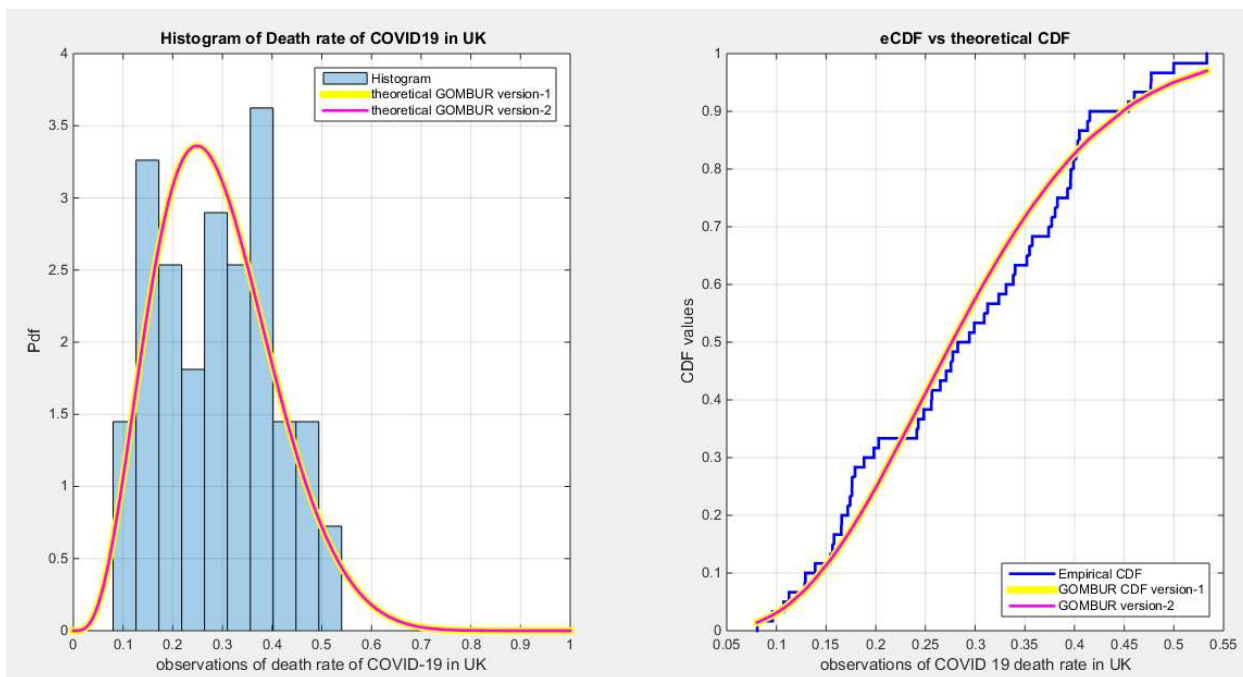 Histogram of Death rate of COVID19 in UK
4
3.5
3
2.5
2
1.5
1
0.5
0
Pdf
Histogram
theoretical GOMBUR version-1
theoretical GOMBUR version-2
0 0.1 0.2 0.3 0.4 0.5 0.6 0.7 0.8 0.9 1
observations of death rate of COVID-19 in UK
eCDF vs theoretical CDF
1
0.9
0.8
0.7
0.6
0.5
0.4
0.3
0.2
0.1
0
CDF values
Empirical CDF
GOMBUR CDF version-1
GOMBUR version-2
0.05 0.1 0.15 0.2 0.25 0.3 0.35 0.4 0.45 0.5 0.55
observations of COVID 19 death rate in UK